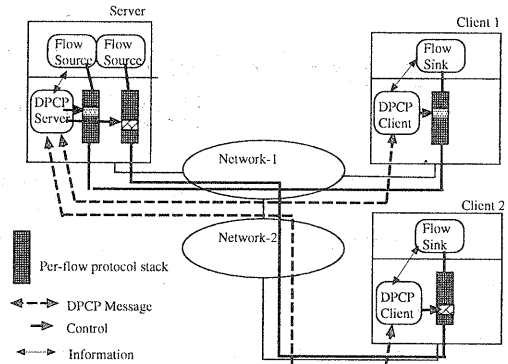 Server
Flow
Source
Flow
Source
DPCP
Server
Client 1
Flow
Sink
DPCP
Client
Network-1
Network-2
Client 2
Flow
Sink
DPCP
Client
Per-flow protocol stack
DPCP Message
Control
Information